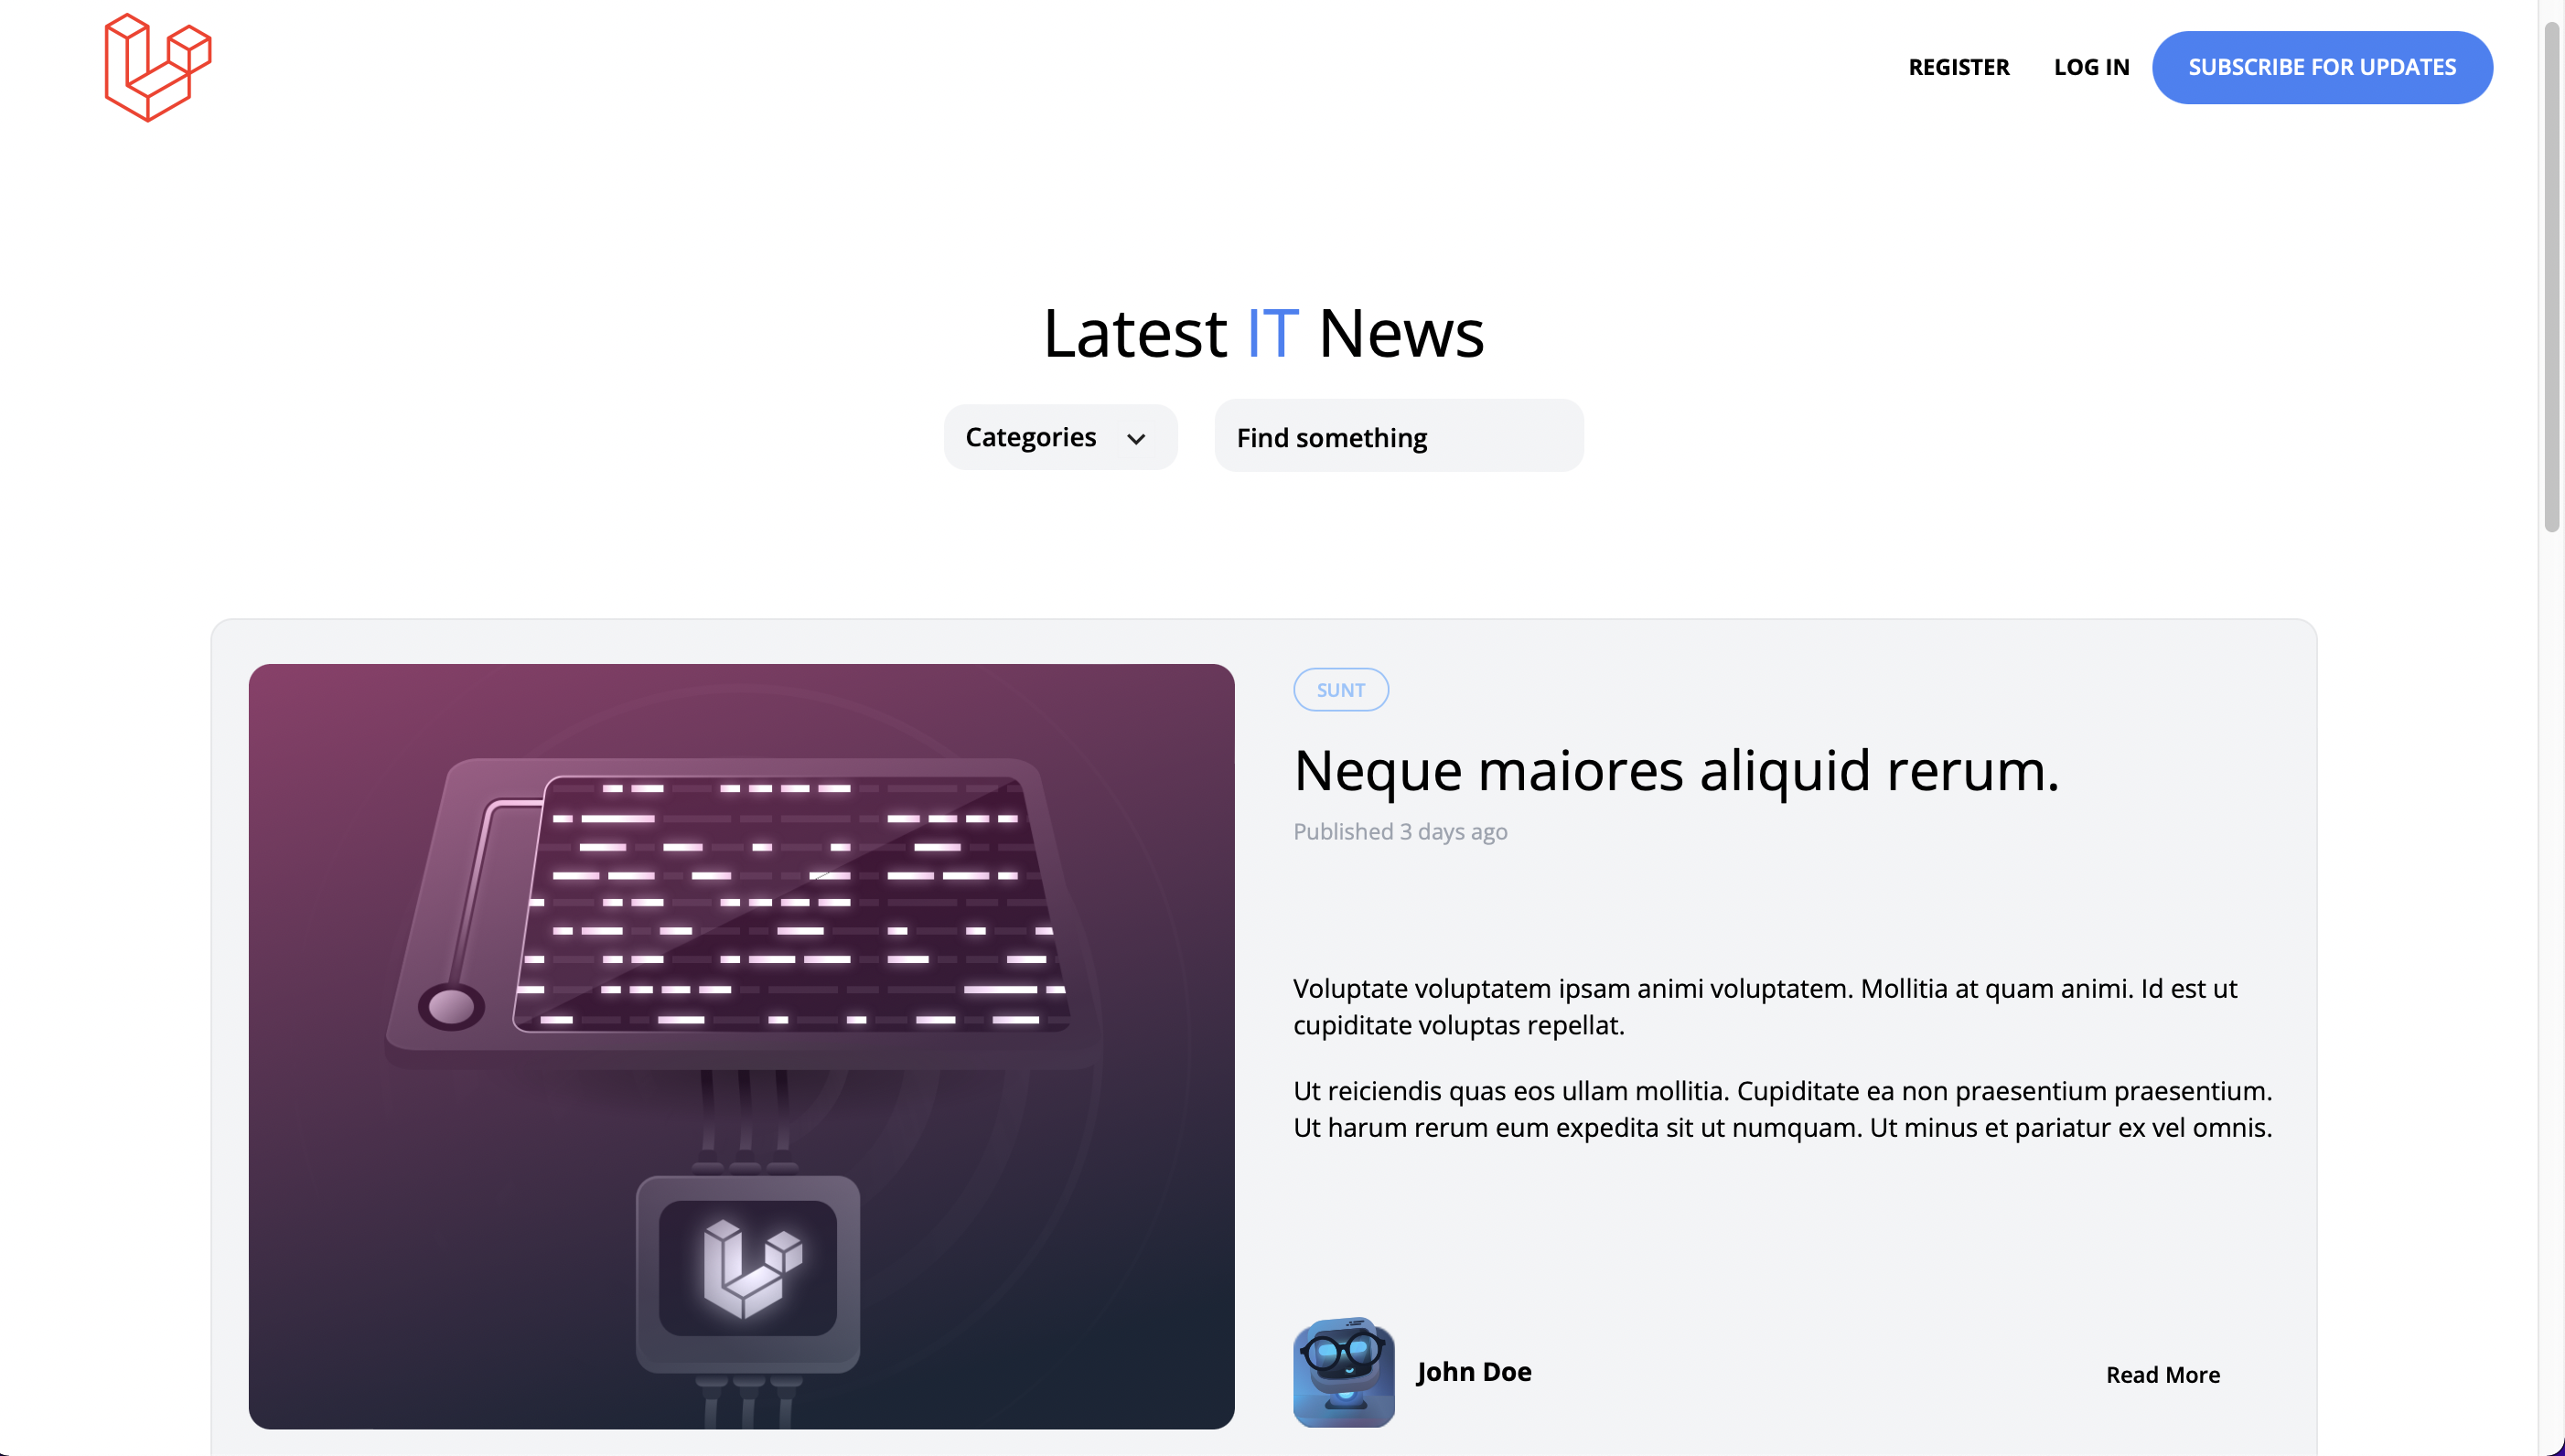 REGISTER LOG IN SUBSCRIBE FOR UPDATES
Latest IT News
Categories Find something
SUNT
Neque maiores aliquid rerum.
Published 3 days ago
Voluptate voluptatem ipsam animi voluptatem. Mollitia at quam animi. Id est ut
cupiditate voluptas repellat.
Ut reiciendis quas eos ullam mollitia. Cupiditate ea non praesentium praesentium.
Ut harum rerum eum expedita sit ut numquam. Ut minus et pariatur ex vel omnis.
John Doe Read More